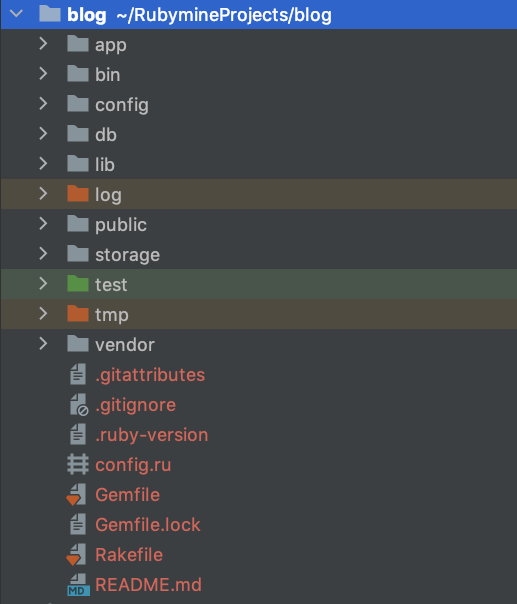 blog ~/RubymineProjects/blog
app
bin
config
db
lib
log
public
storage
test
tmp
vendor
.gitattributes
.gitignore
.ruby-version
config.ru
Gemfile
Gemfile.lock
Rakefile
MD README.md